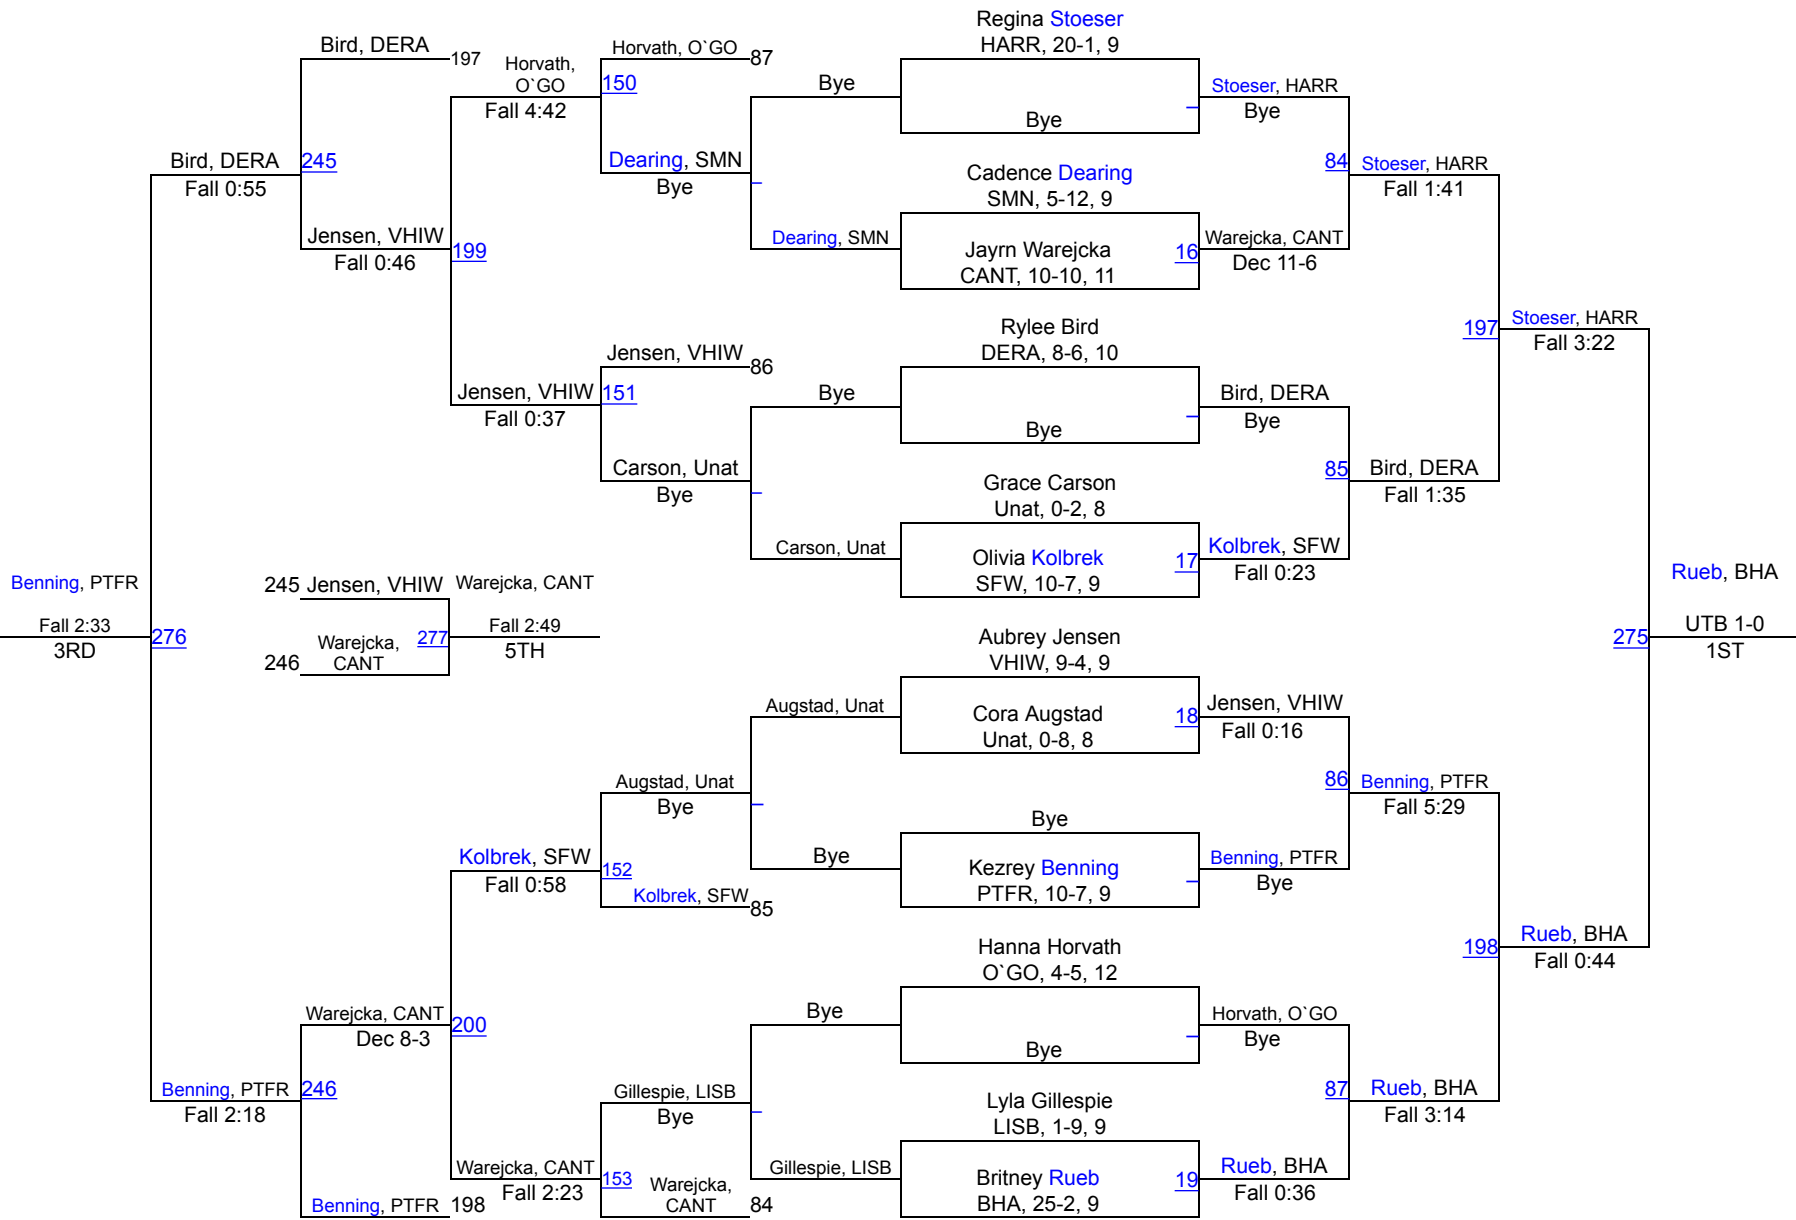 Regina Stoeser
HARR, 20-1, 9
Bye
Cadence Dearing
SMN, 5-12, 9
Jayrn Warejcka
CANT, 10-10, 11
16
Rylee Bird
DERA, 8-6, 10
Bye
Grace Carson
Unat, 0-2, 8
Olivia Kolbrek
SFW, 10-7, 9
17
Aubrey Jensen
VHIW, 9-4, 9
Cora Augstad
Unat, 0-8, 8
18
Bye
Kezrey Benning
PTFR, 10-7, 9
Hanna Horvath
O`GO, 4-5, 12
Bye
Lyla Gillespie
LISB, 1-9, 9
Britney Rueb
BHA, 25-2, 9
19
Stoeser, HARR
Bye
84
Warejcka, CANT
Dec 11-6
Bird, DERA
Bye
85
Kolbrek, SFW
Fall 0:23
Jensen, VHIW
Fall 0:16
86
Benning, PTFR
Bye
Horvath, O`GO
Bye
87
Rueb, BHA
Fall 0:36
Stoeser, HARR
Fall 1:41
197
Bird, DERA
Fall 1:35
Benning, PTFR
Fall 5:29
198
Rueb, BHA
Fall 3:14
Stoeser, HARR
Fall 3:22
275
Rueb, BHA
Fall 0:44
Rueb, BHA
UTB 1-0
1ST
Bye
Dearing, SMN
Bye
Carson, Unat
Augstad, Unat
Bye
Bye
Gillespie, LISB
Horvath, O`GO
87
150
Dearing, SMN
Bye
Jensen, VHIW
86
151
Carson, Unat
Bye
Augstad, Unat
Bye
152
Kolbrek, SFW
85
Gillespie, LISB
Bye
153
Warejcka,
CANT
84
Horvath,
O`GO
Fall 4:42
199
Jensen, VHIW
Fall 0:37
Kolbrek, SFW
Fall 0:58
200
Warejcka, CANT
Fall 2:23
Bird, DERA
197
245
Jensen, VHIW
Fall 0:46
245 Jensen, VHIW
277
246
Warejcka,
CANT
Warejcka, CANT
Fall 2:49
5TH
Warejcka, CANT
Dec 8-3
246
Benning, PTFR
198
Bird, DERA
Fall 0:55
276
Benning, PTFR
Fall 2:18
Benning, PTFR
Fall 2:33
3RD